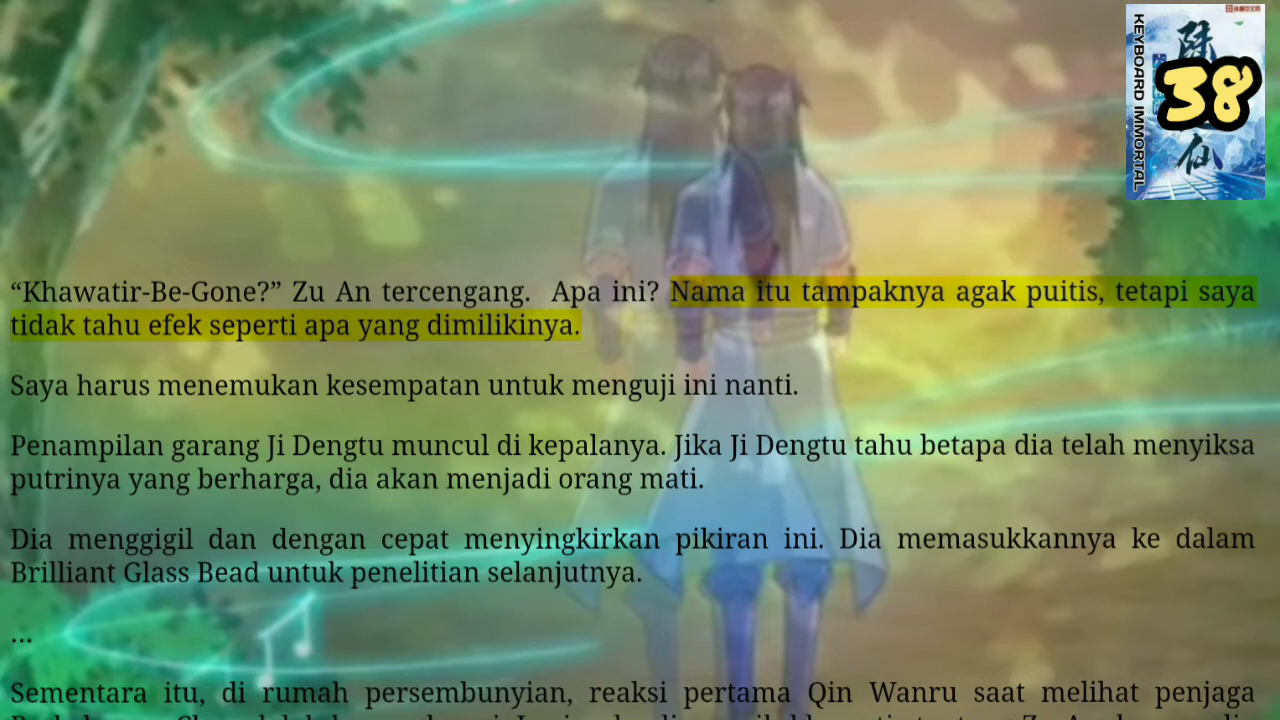 陆
仙
KEYBOARD IMMORTAL
38
“Khawatir-Be-Gone?” Zu An tercengang.  Apa ini? Nama itu tampaknya agak puitis, tetapi saya
tidak tahu efek seperti apa yang dimilikinya.
Saya harus menemukan kesempatan untuk menguji ini nanti.
Penampilan garang Ji Dengtu muncul di kepalanya. Jika Ji Dengtu tahu betapa dia telah menyiksa
putrinya yang berharga, dia akan menjadi orang mati.
Dia menggigil dan dengan cepat menyingkirkan pikiran ini. Dia memasukkannya ke dalam
Brilliant Glass Bead untuk penelitian selanjutnya.
...
Sementara itu, di rumah persembunyian, reaksi pertama Qin Wanru saat melihat penjaga